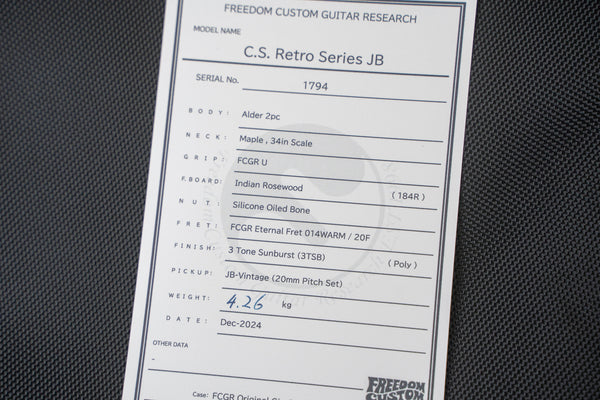 FREEDOM CUSTOM GUITAR RESEARCH
MODEL NAME
C.S. Retro Series JB
SERIAL No. 1794
BODY: Alder 2pc
NECK: Maple , 34in Scale
GRIP: FCGR U
F.BOARD: Indian Rosewood ( 184R )
NUT: Silicone Oiled Bone
FRET: FCGR Eternal Fret 014WARM / 20F
FINISH: 3 Tone Sunburst (3TSB) ( Poly )
PICKUP: JB-Vintage (20mm Pitch Set)
WEIGHT: 4.26 kg
DATE: Dec-2024
OTHER DATA
-
FREEDOM
CUSTOM
Case: FCGR Original